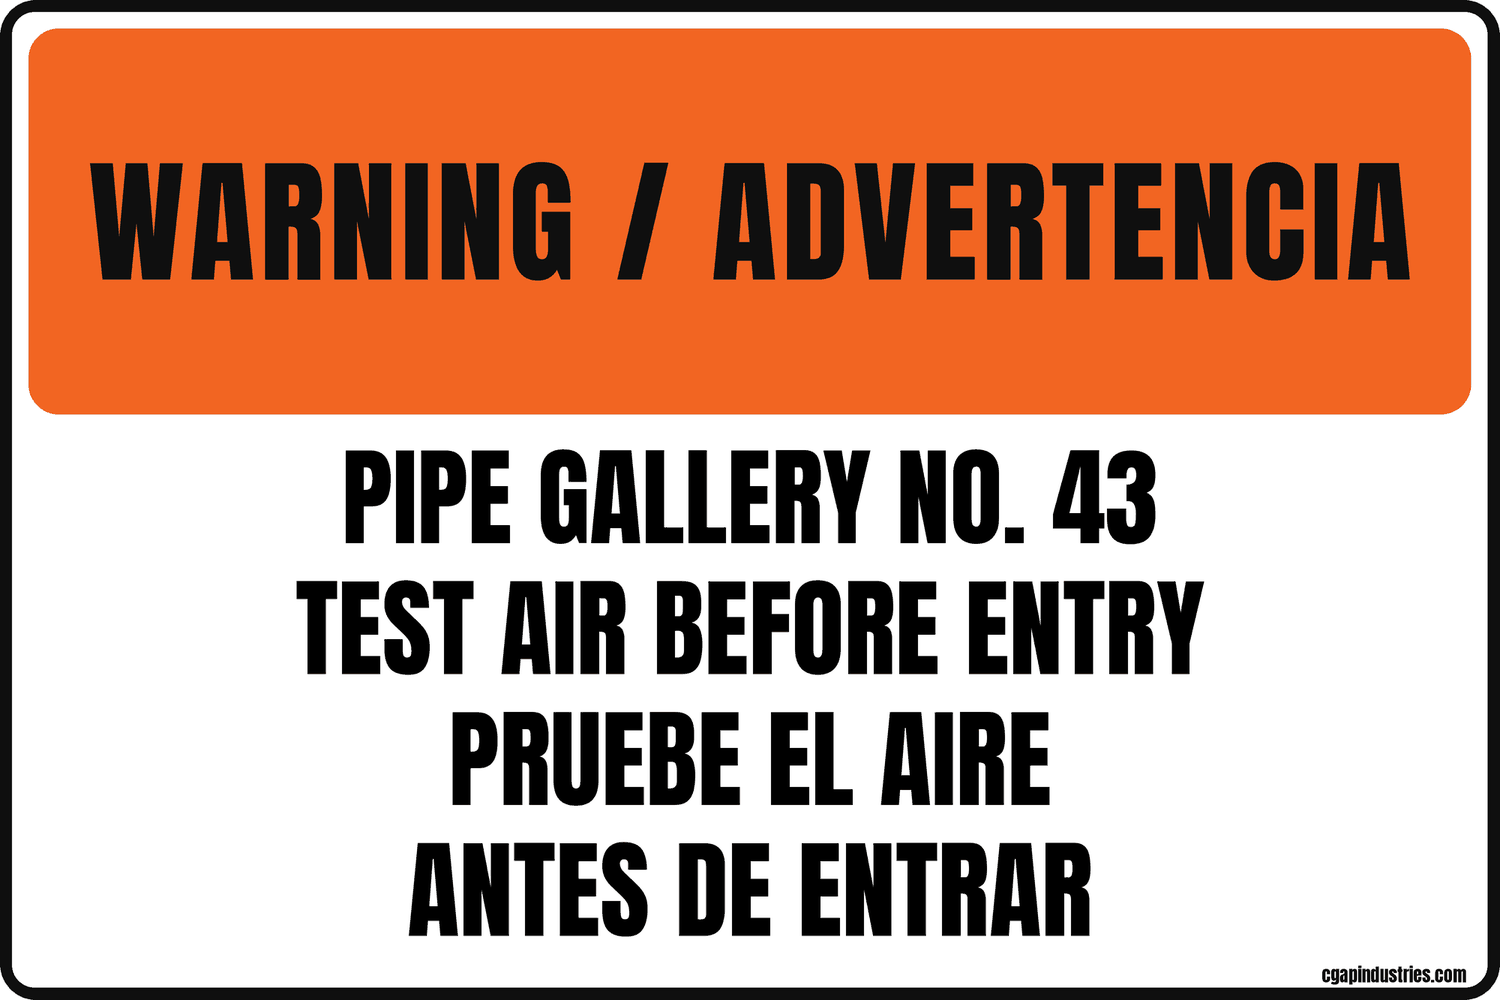 WARNING / ADVERTENCIA
PIPE GALLERY NO. 43
TEST AIR BEFORE ENTRY
PRUEBE EL AIRE
ANTES DE ENTRAR
cgapindustries.com